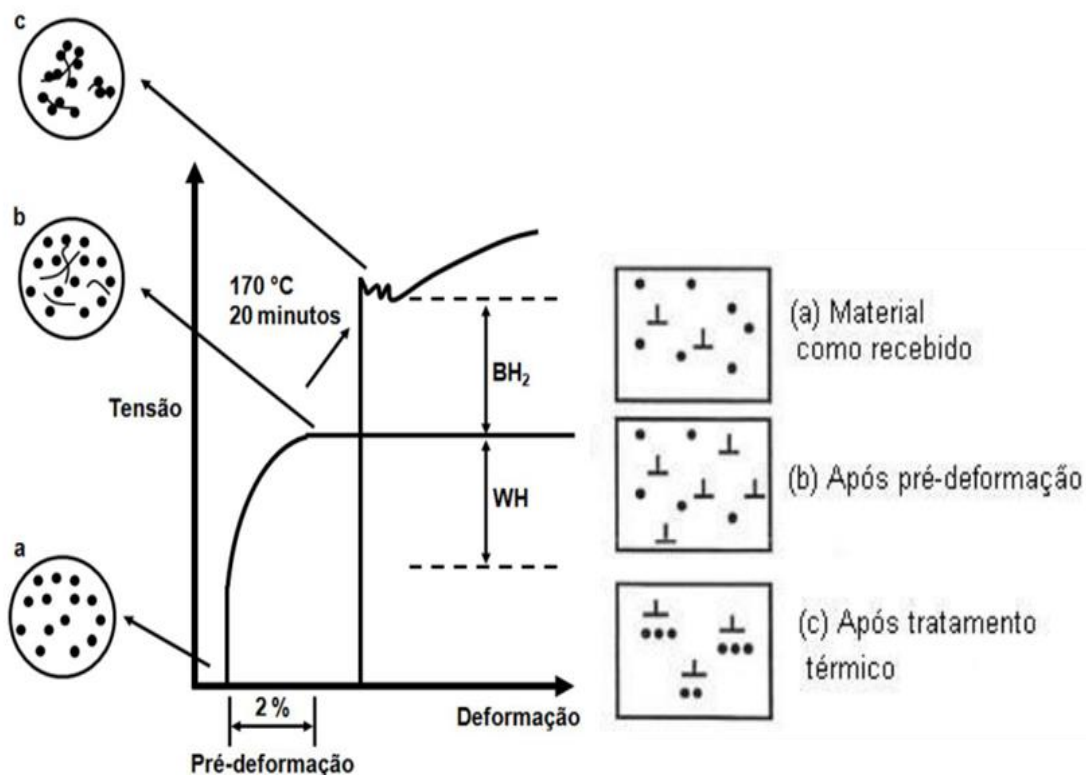 c
b
170 ºC
20 minutos
Tensão
BH₂
WH
a
2 %
Deformação
Pré-deformação
(a) Material
como recebido
(b) Após pré-deformação
(c) Após tratamento
térmico